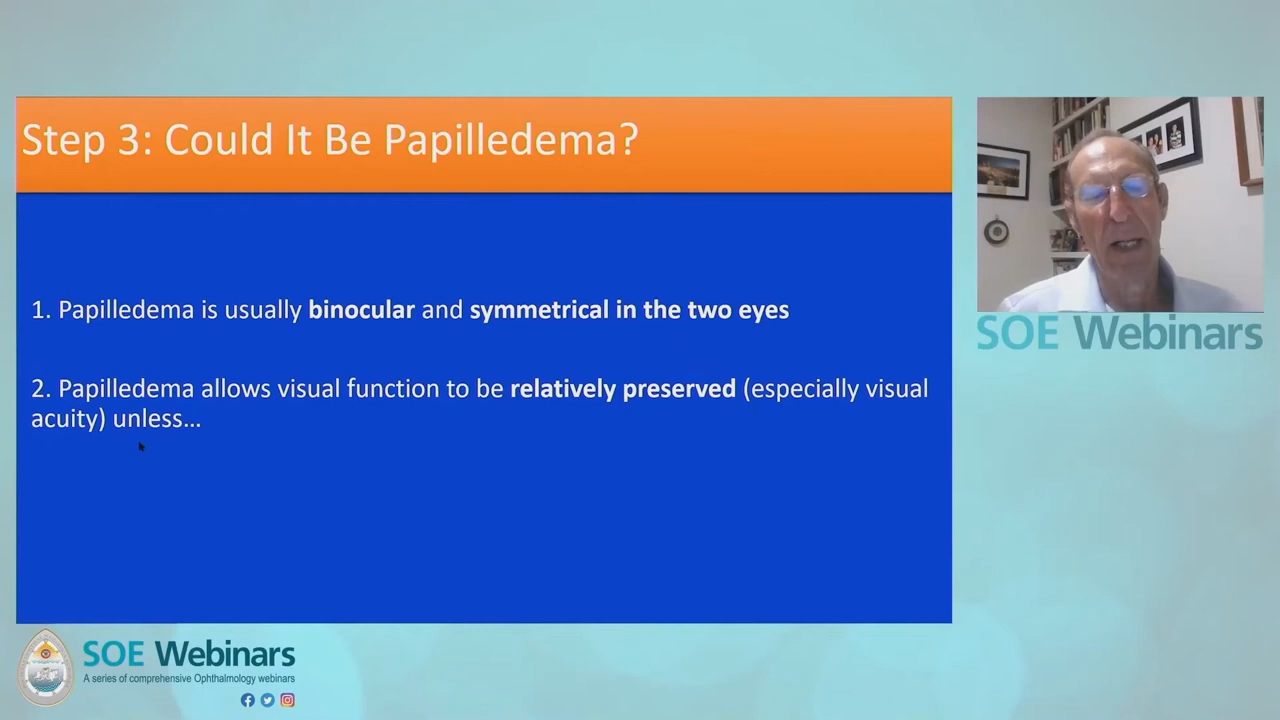 Step 3: Could It Be Papilledema?
1. Papilledema is usually binocular and symmetrical in the two eyes
2. Papilledema allows visual function to be relatively preserved (especially visual
acuity) unless...
SOE Webinars
SOE Webinars
A series of comprehensive Ophthalmology webinars